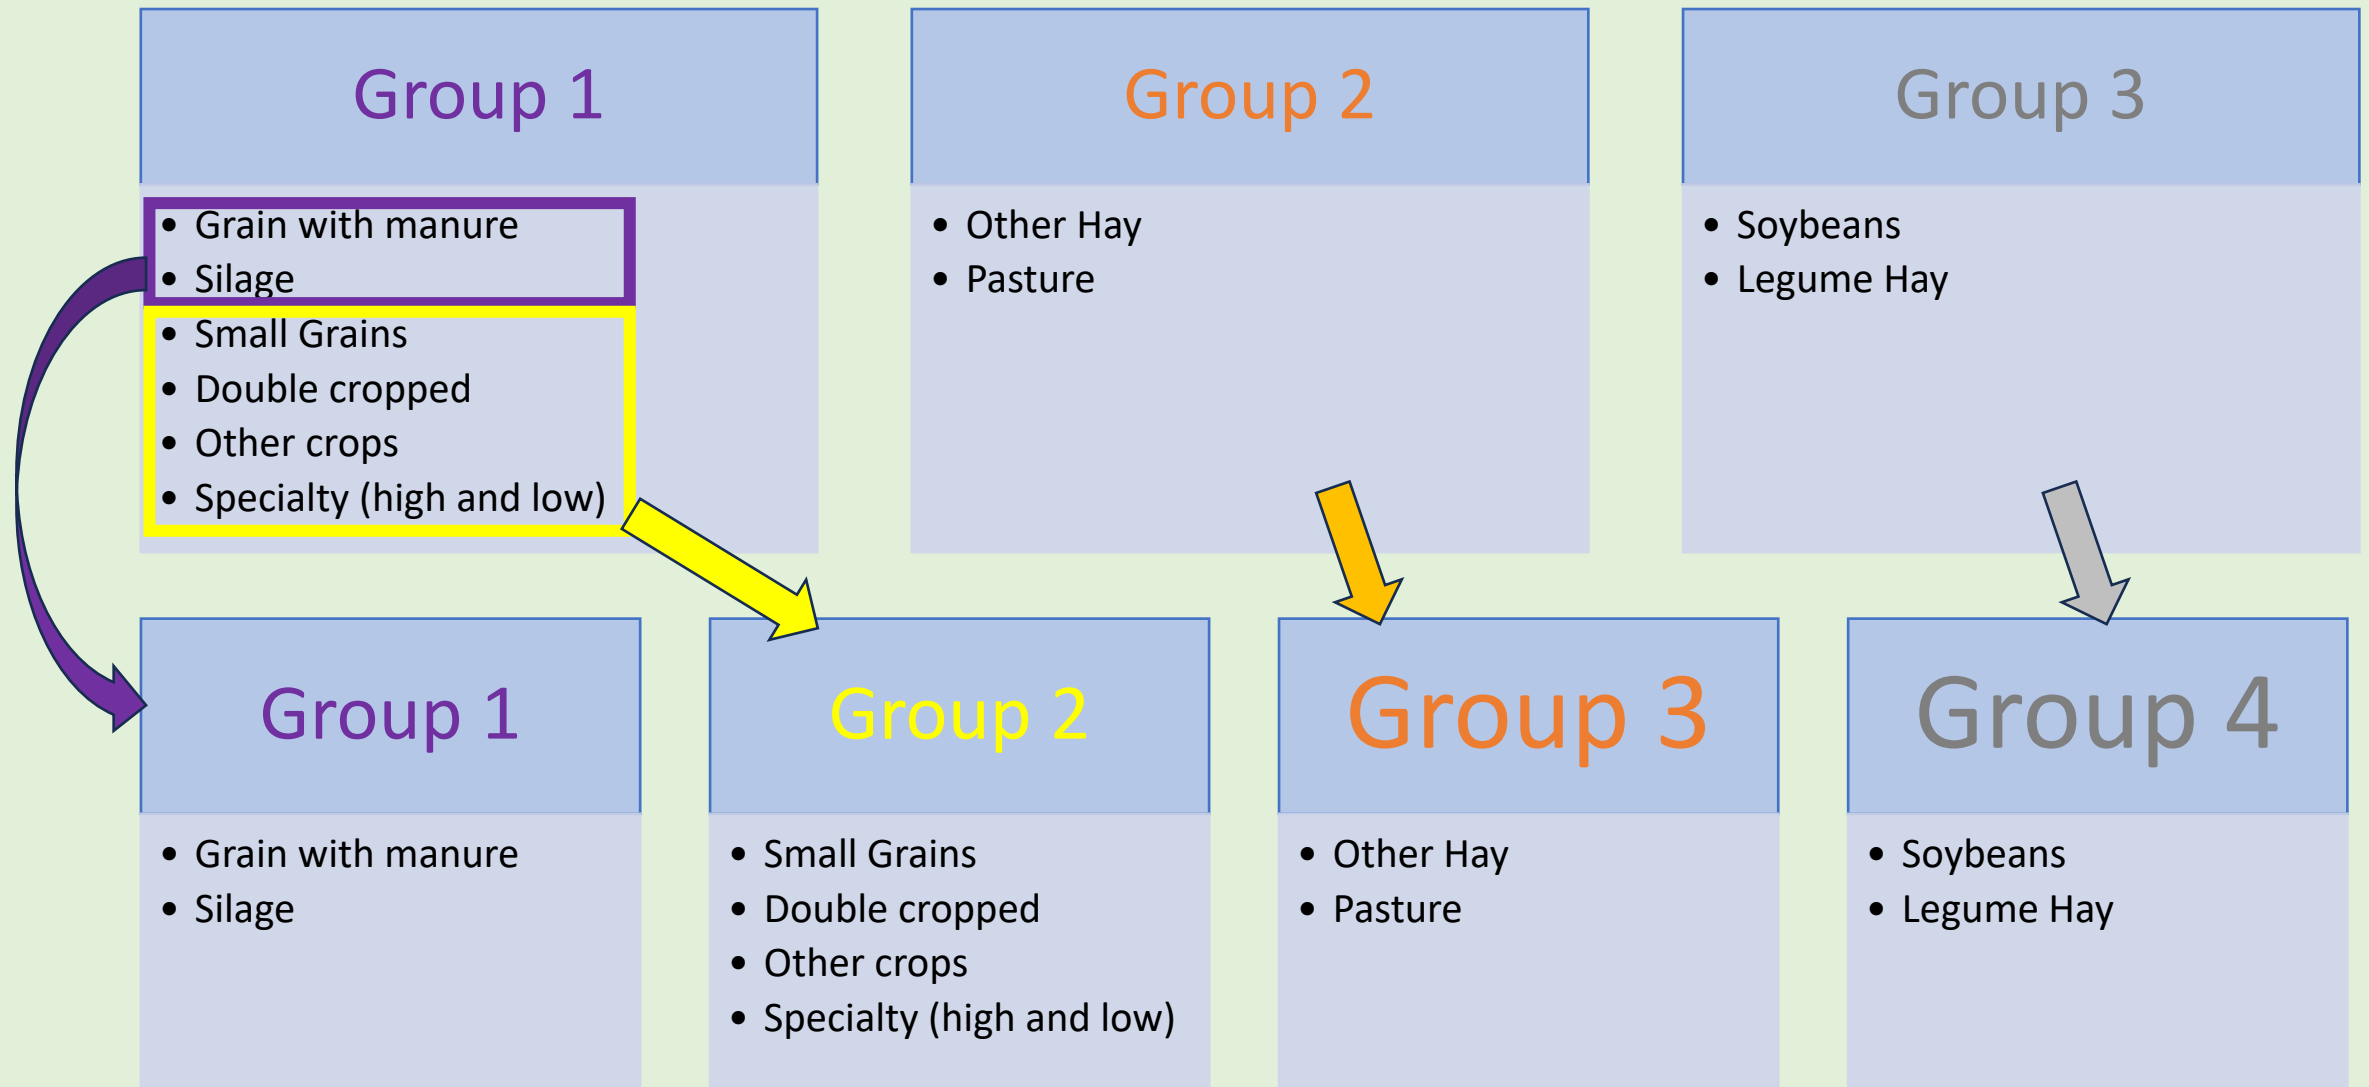 Group 1
• Grain with manure
• Silage
• Small Grains
• Double cropped
• Other crops
• Specialty (high and low)
Group 2
• Other Hay
• Pasture
Group 3
• Soybeans
• Legume Hay
Group 1
• Grain with manure
• Silage
Group 2
• Small Grains
• Double cropped
• Other crops
• Specialty (high and low)
Group 3
• Other Hay
• Pasture
Group 4
• Soybeans
• Legume Hay